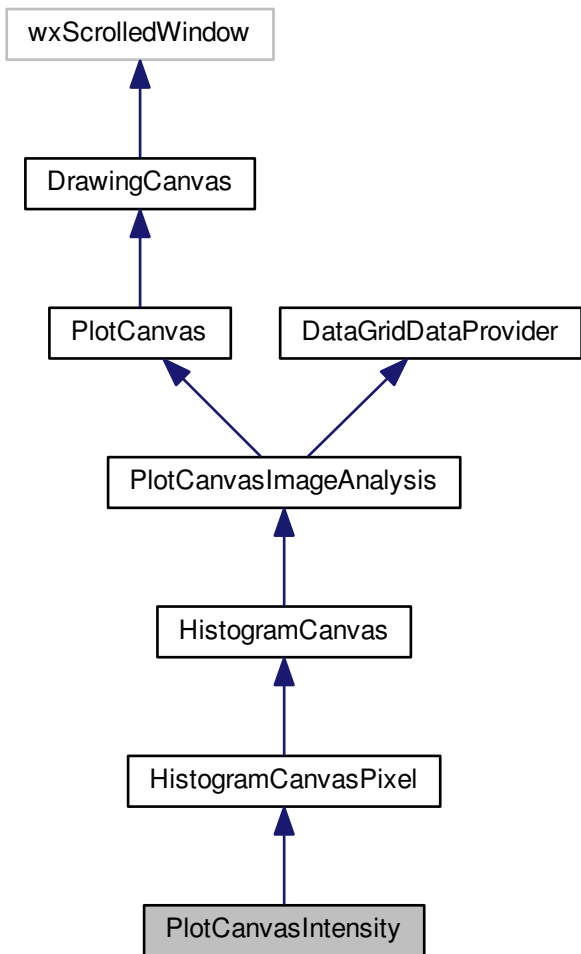 wxScrolledWindow
DrawingCanvas
PlotCanvas
DataGridDataProvider
PlotCanvasImageAnalysis
HistogramCanvas
HistogramCanvasPixel
PlotCanvasIntensity